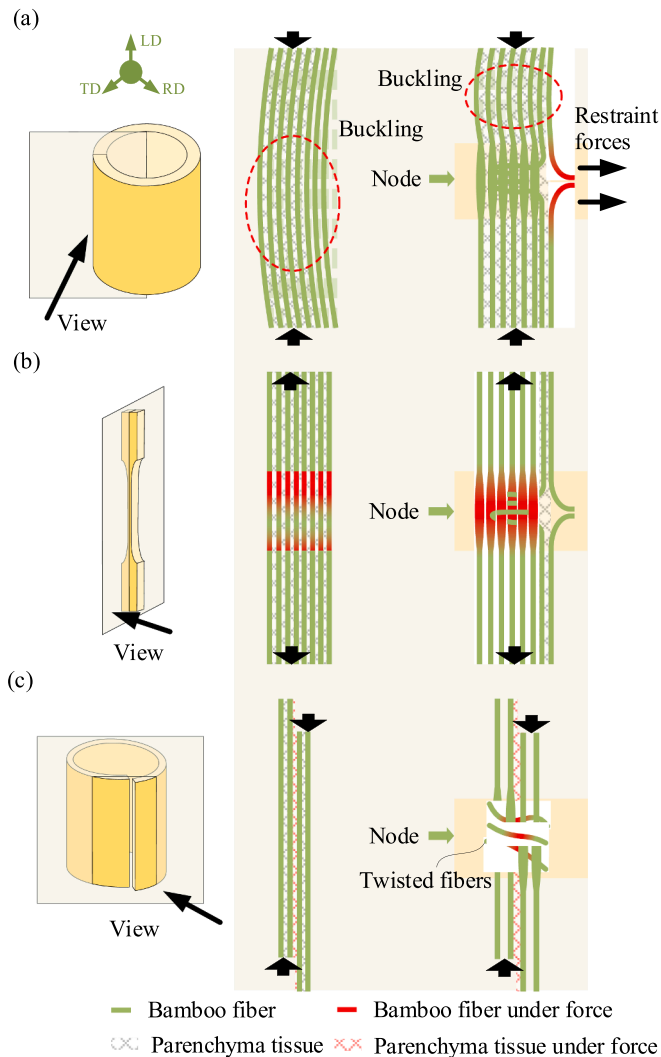 (a)
LD
TD
RD
View
Buckling
Buckling
Restraint
forces
Node
(b)
View
Node
(c)
View
Node
Twisted fibers
Bamboo fiber
Bamboo fiber under force
Parenchyma tissue
Parenchyma tissue under force